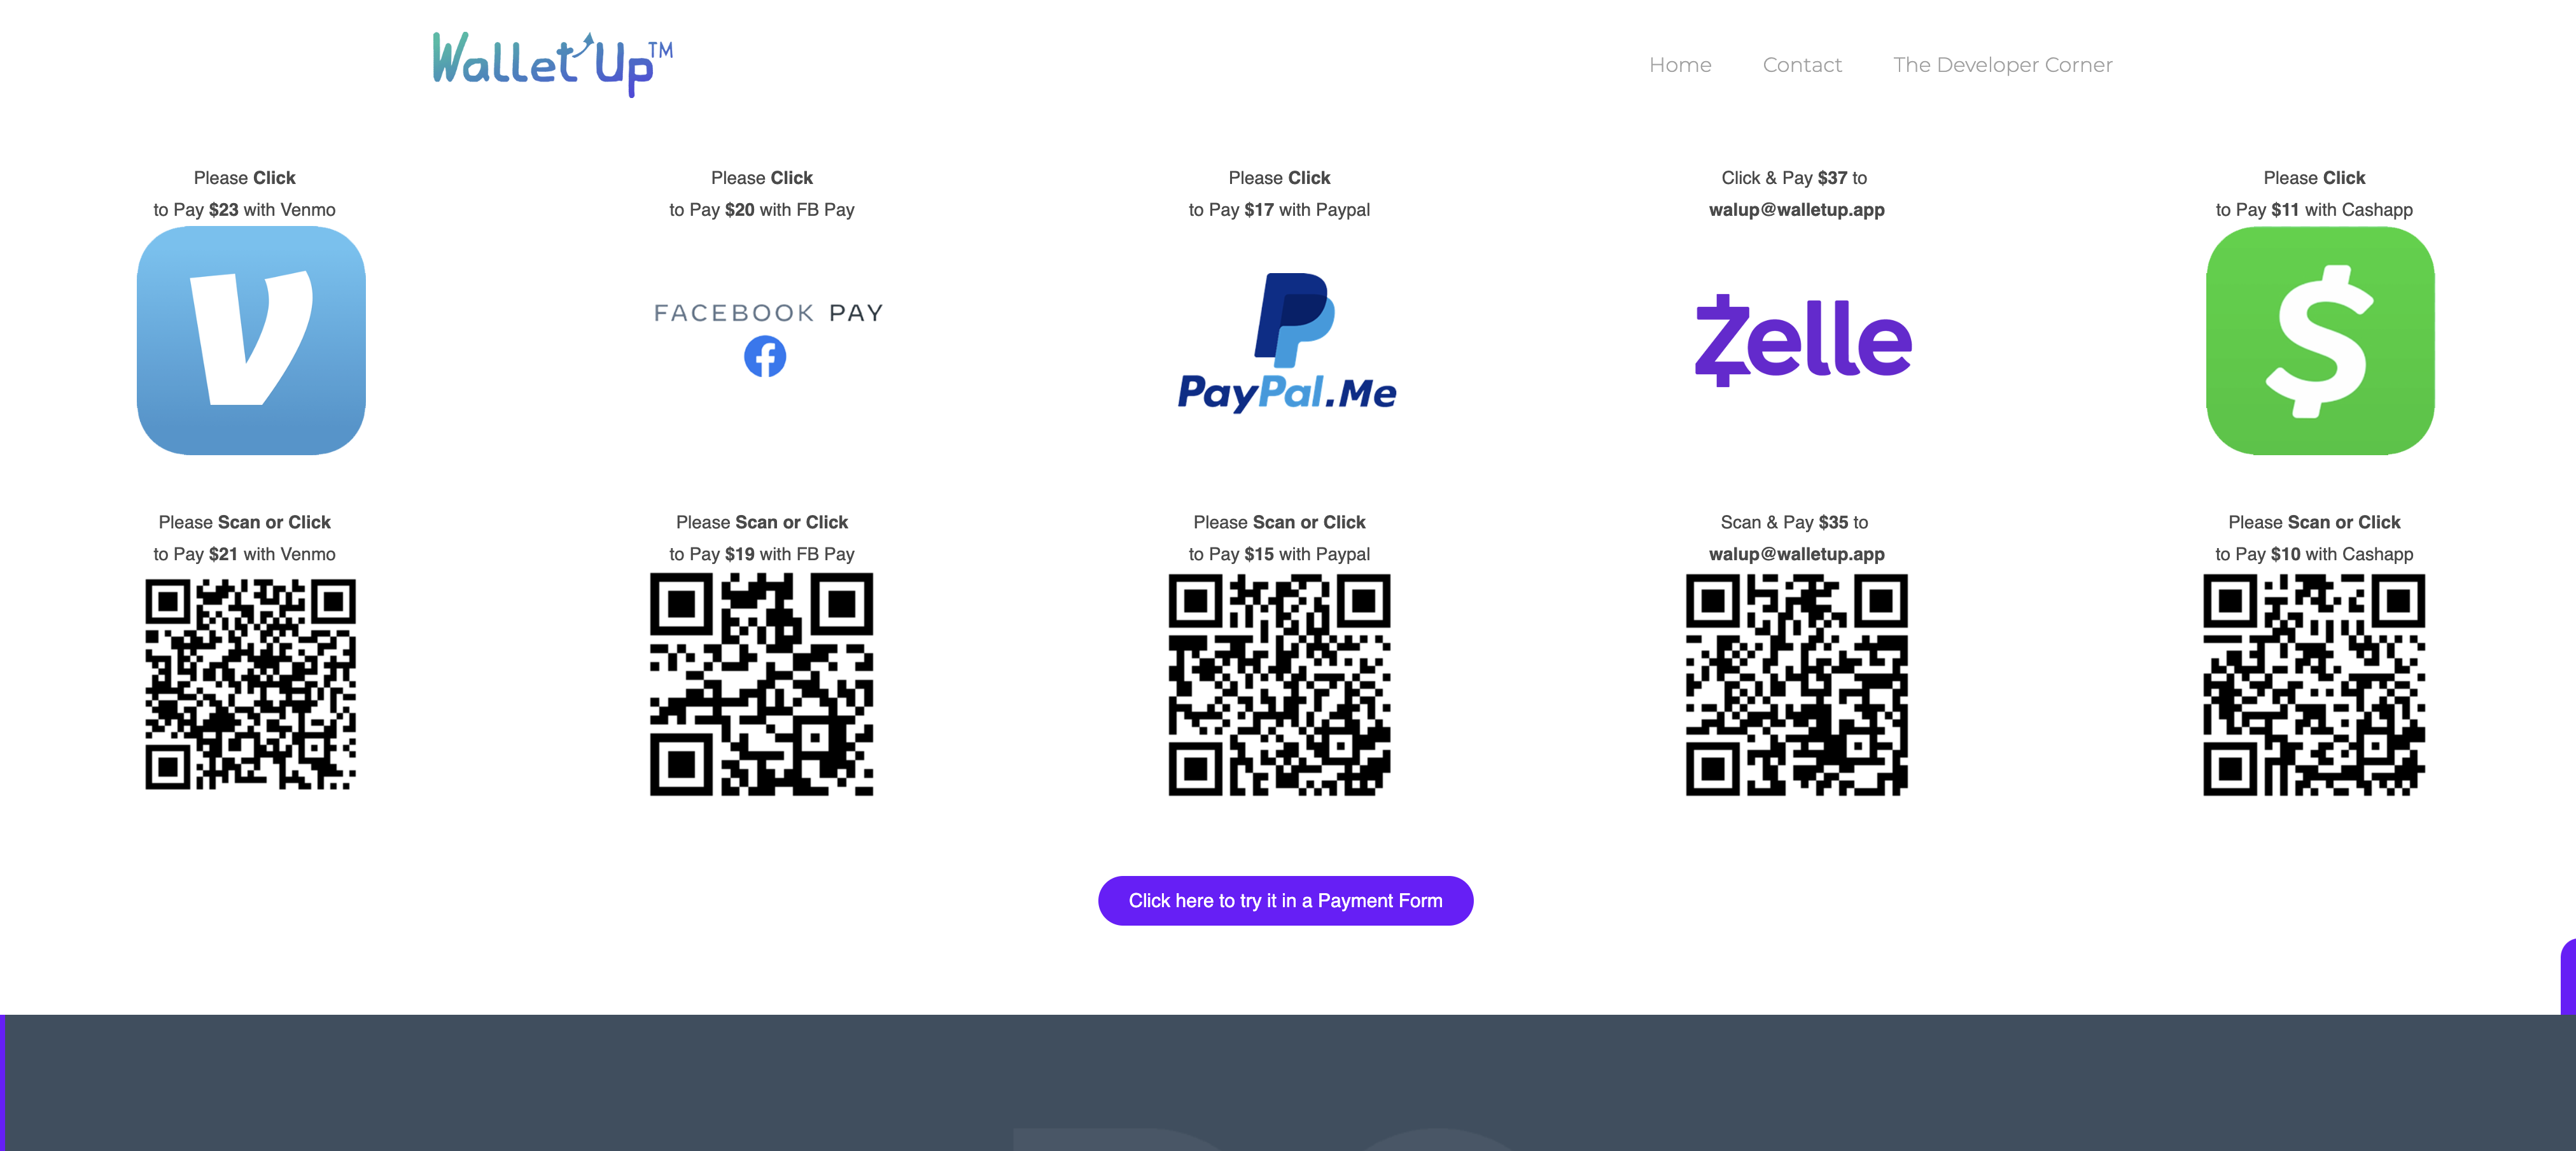 Wallet Up™
Home
Contact
The Developer Corner
Please Click
to Pay $23 with Venmo
Please Click
to Pay $20 with FB Pay
Please Click
to Pay $17 with Paypal
Click & Pay $37 to
walup@walletup.app
Please Click
to Pay $11 with Cashapp
V
FACEBOOK PAY
f
P
PayPal.Me
Zelle
$
Please Scan or Click
to Pay $21 with Venmo
Please Scan or Click
to Pay $19 with FB Pay
Please Scan or Click
to Pay $15 with Paypal
Scan & Pay $35 to
walup@walletup.app
Please Scan or Click
to Pay $10 with Cashapp
Click here to try it in a Payment Form